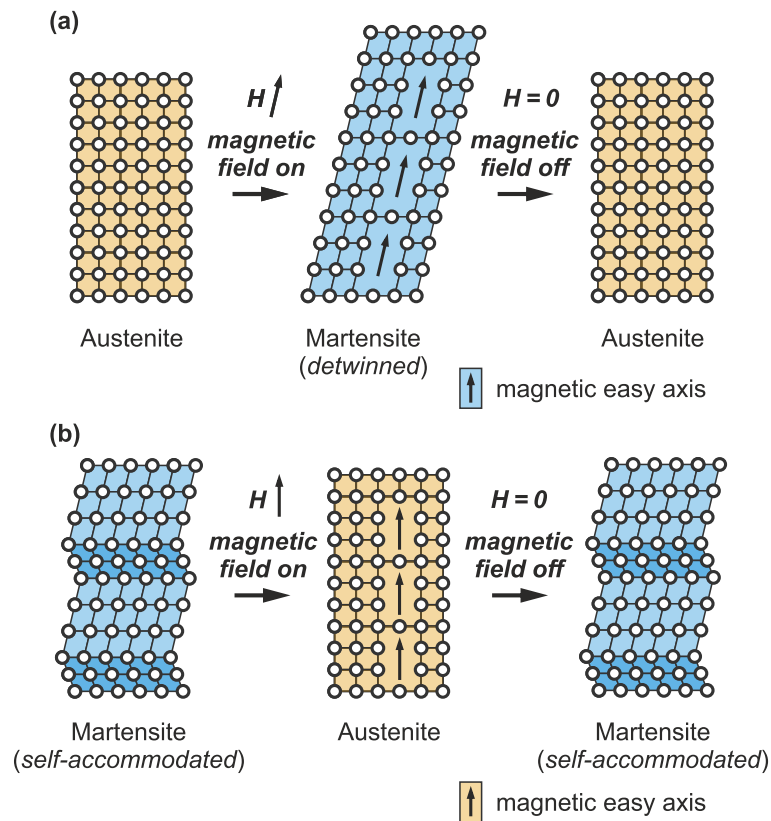 (a)
H
magnetic
field on
H = 0
magnetic
field off
Austenite
Martensite
(detwinned)
Austenite
magnetic easy axis
(b)
H
magnetic
field on
H = 0
magnetic
field off
Martensite
(self-accommodated)
Austenite
Martensite
(self-accommodated)
magnetic easy axis